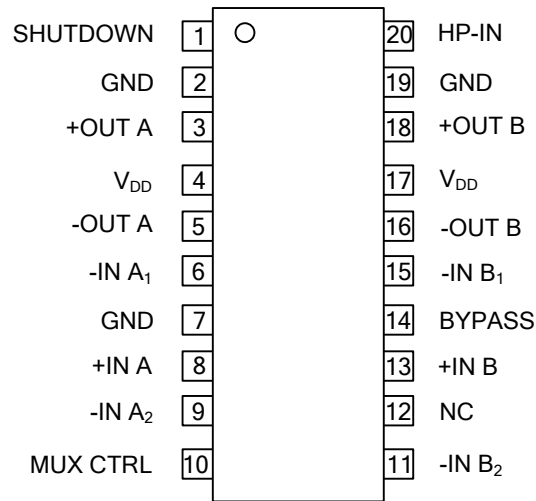 SHUTDOWN 1 20 HP-IN
GND 2 19 GND
+OUT A 3 18 +OUT B
V_DD 4 17 V_DD
-OUT A 5 16 -OUT B
-IN A₁ 6 15 -IN B₁
GND 7 14 BYPASS
+IN A 8 13 +IN B
-IN A₂ 9 12 NC
MUX CTRL 10 11 -IN B₂